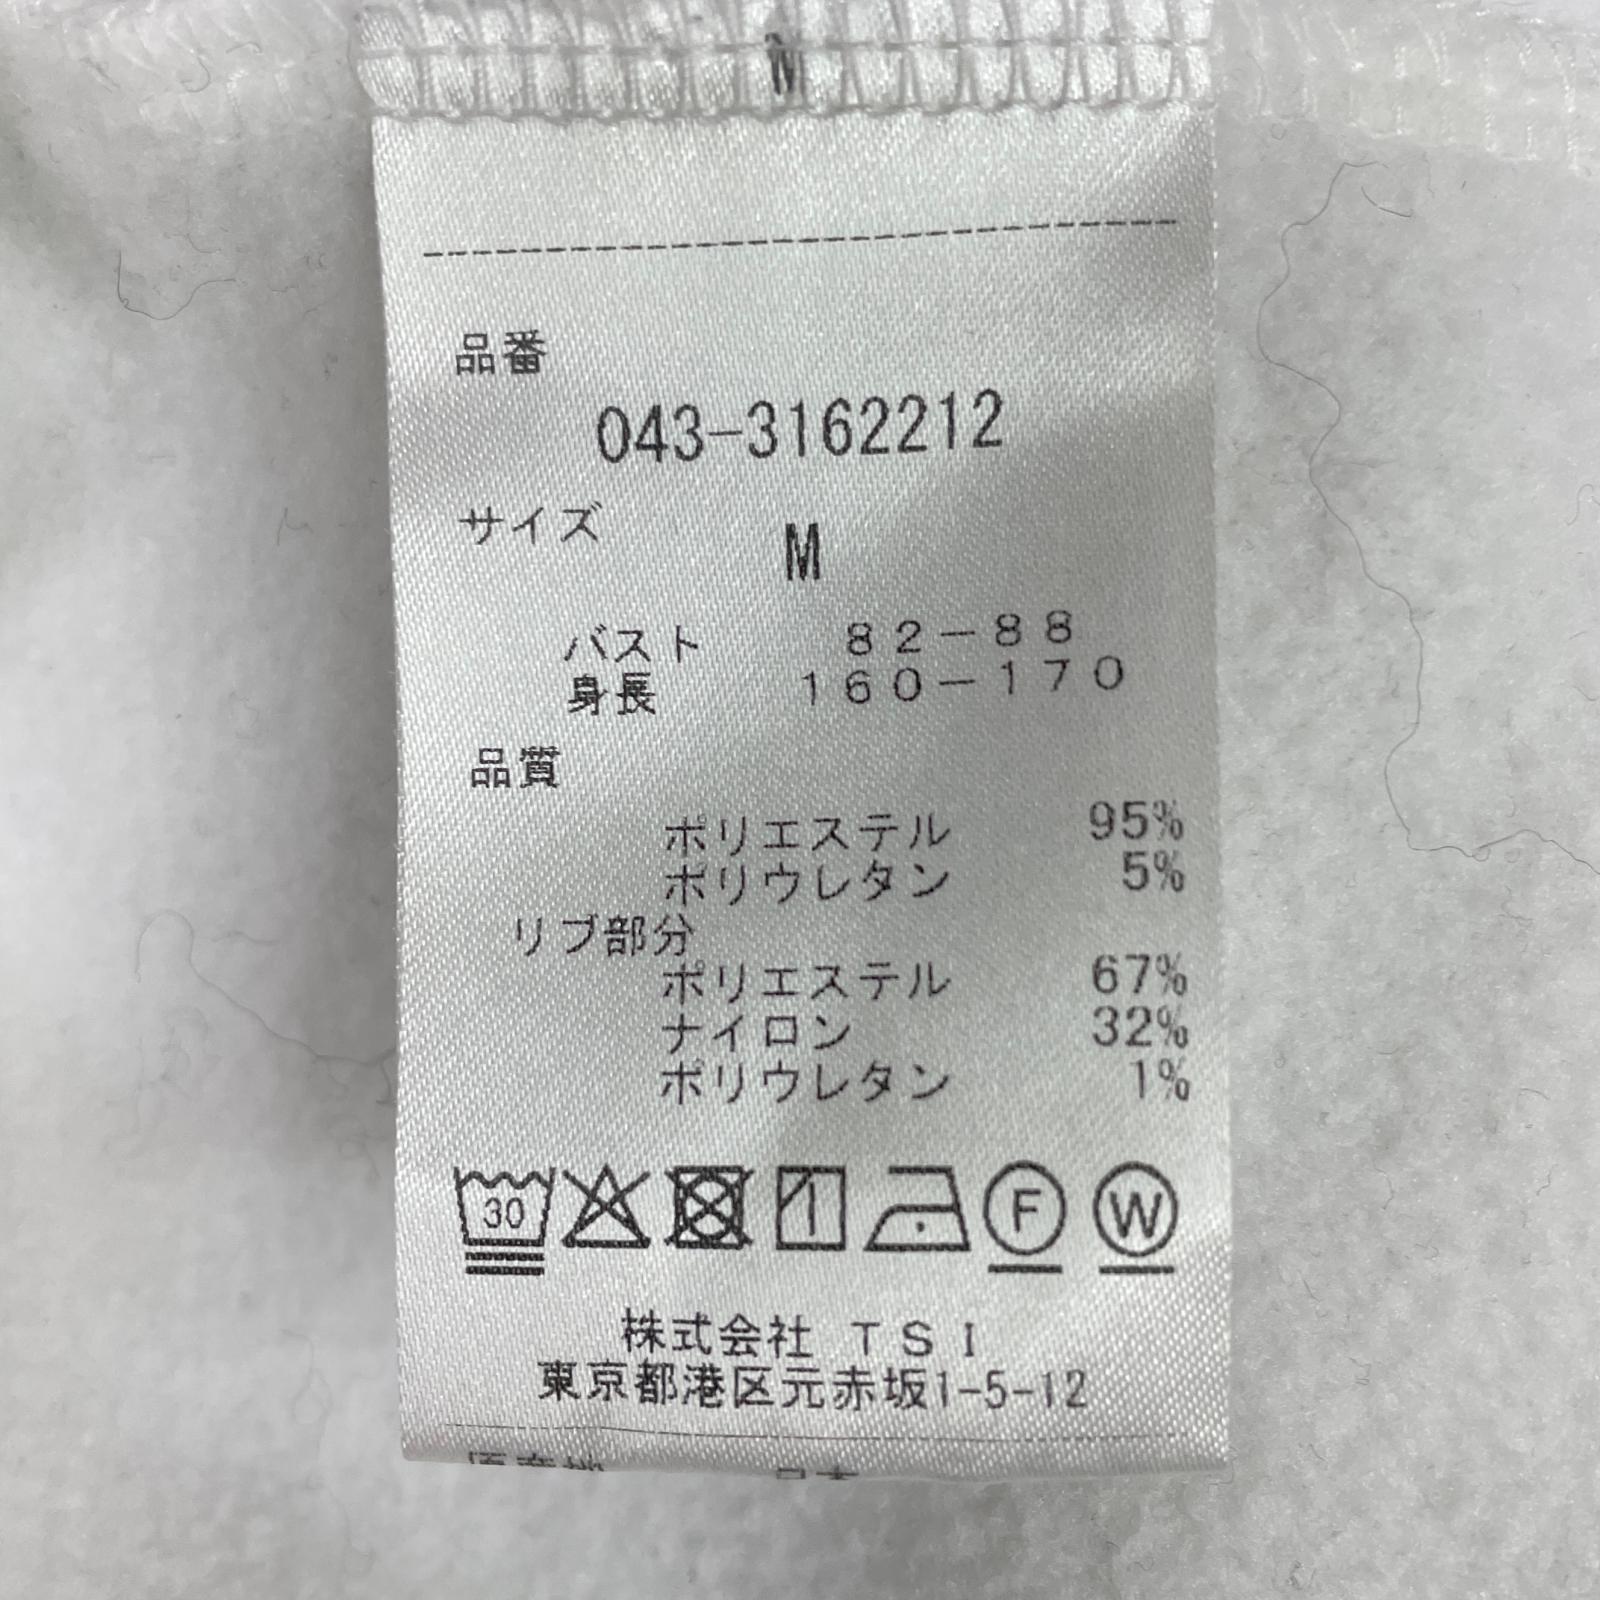 M
品番
043-3162212
サイズ M
バスト 82-88
身長 160-170
品質
ポリエステル 95%
ポリウレタン 5%
リブ部分
ポリエステル 67%
ナイロン 32%
ポリウレタン 1%
30 F W
株式会社 TSI
東京都港区元赤坂1-5-12